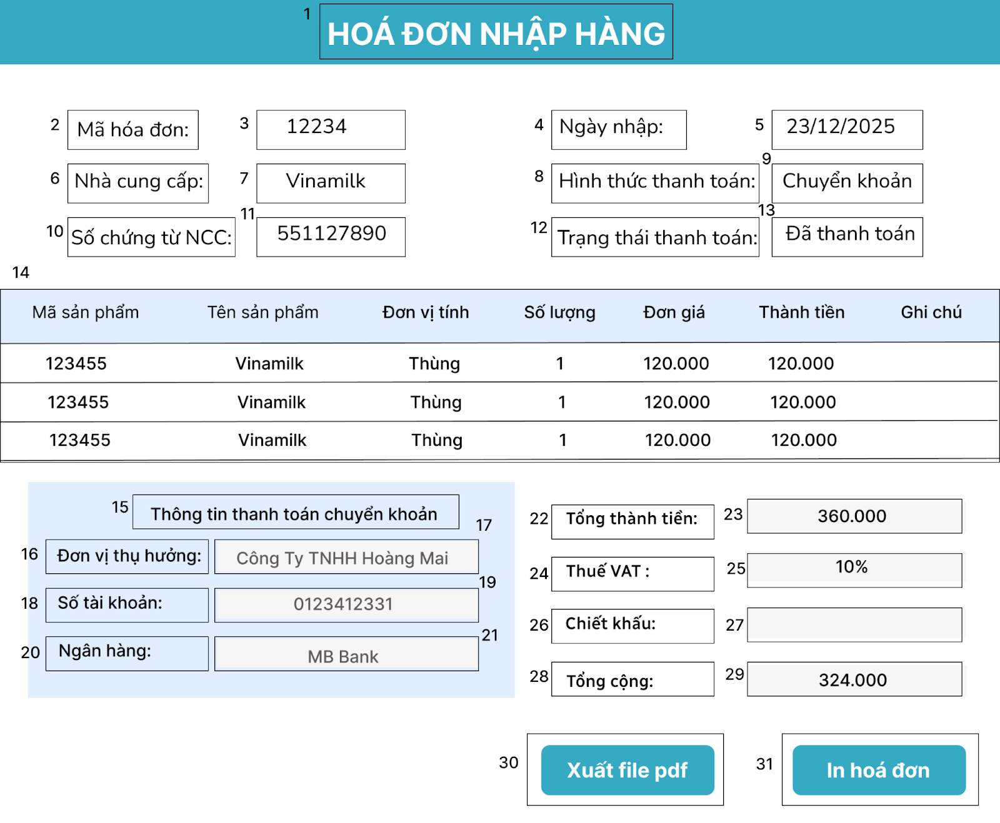 1 HOÁ ĐƠN NHẬP HÀNG
2 Mã hóa đơn: 3 12234 4 Ngày nhập: 5 23/12/2025
6 Nhà cung cấp: 7 Vinamilk 8 Hình thức thanh toán: 9 Chuyển khoản
10 Số chứng từ NCC: 11 551127890 12 Trạng thái thanh toán: 13 Đã thanh toán
14
Mã sản phẩm Tên sản phẩm Đơn vị tính Số lượng Đơn giá Thành tiền Ghi chú
123455 Vinamilk Thùng 1 120.000 120.000
123455 Vinamilk Thùng 1 120.000 120.000
123455 Vinamilk Thùng 1 120.000 120.000
15 Thông tin thanh toán chuyển khoản
16 Đơn vị thụ hưởng: 17 Công Ty TNHH Hoàng Mai
18 Số tài khoản: 19 0123412331
20 Ngân hàng: 21 MB Bank
22 Tổng thành tiền: 23 360.000
24 Thuế VAT : 25 10%
26 Chiết khấu: 27
28 Tổng cộng: 29 324.000
30 Xuất file pdf 31 In hoá đơn